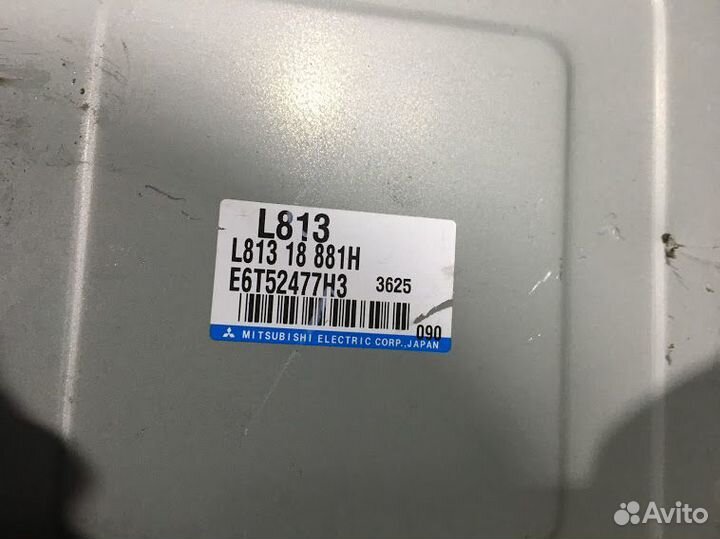 L813
L813 18 881H
E6T52477H3 3625
090
MITSUBISHI ELECTRIC CORP., JAPAN
Avito